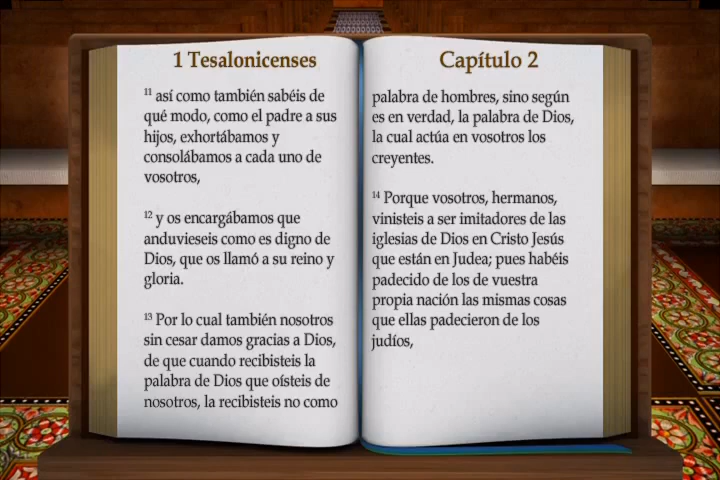 1 Tesalonicenses
11 así como también sabéis de
qué modo, como el padre a sus
hijos, exhortábamos y
consolábamos a cada uno de
vosotros,
12 y os encargábamos que
anduvieseis como es digno de
Dios, que os llamó a su reino y
gloria.
13 Por lo cual también nosotros
sin cesar damos gracias a Dios,
de que cuando recibisteis la
palabra de Dios que oísteis de
nosotros, la recibisteis no como
Capítulo 2
palabra de hombres, sino según
es en verdad, la palabra de Dios,
la cual actúa en vosotros los
creyentes.
14 Porque vosotros, hermanos,
vinisteis a ser imitadores de las
iglesias de Dios en Cristo Jesús
que están en Judea; pues habéis
padecido de los de vuestra
propia nación las mismas cosas
que ellas padecieron de los
judíos,